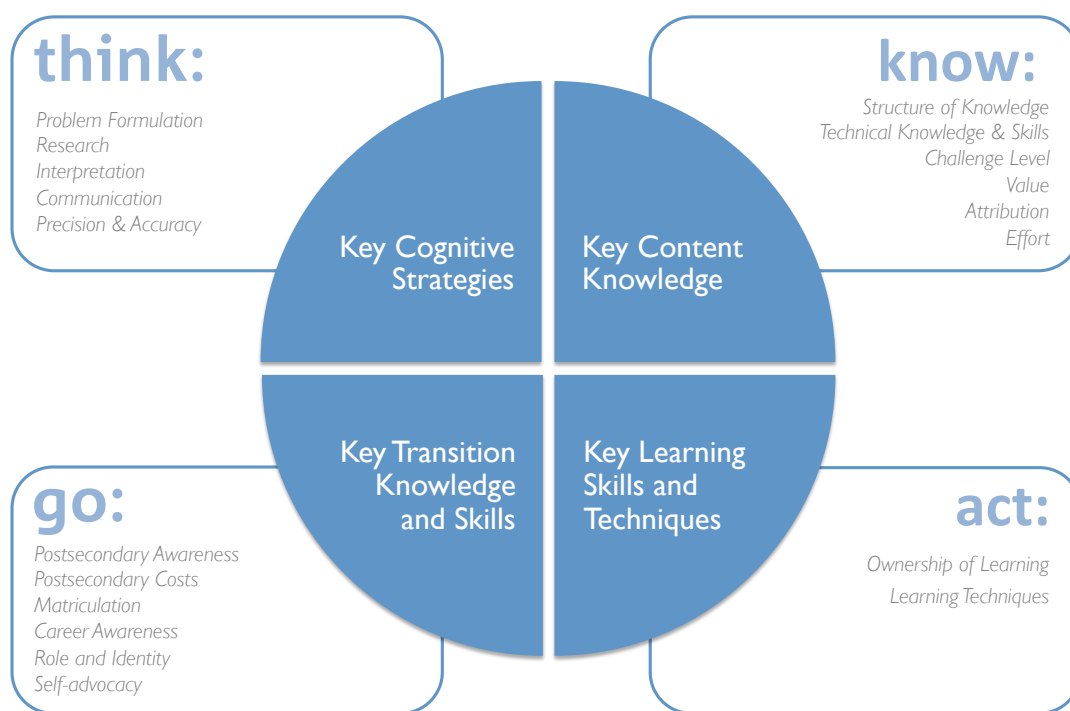 think:
Problem Formulation
Research
Interpretation
Communication
Precision & Accuracy
know:
Structure of Knowledge
Technical Knowledge & Skills
Challenge Level
Value
Attribution
Effort
Key Cognitive
Strategies
Key Content
Knowledge
Key Transition
Knowledge
and Skills
Key Learning
Skills and
Techniques
go:
Postsecondary Awareness
Postsecondary Costs
Matriculation
Career Awareness
Role and Identity
Self-advocacy
act:
Ownership of Learning
Learning Techniques